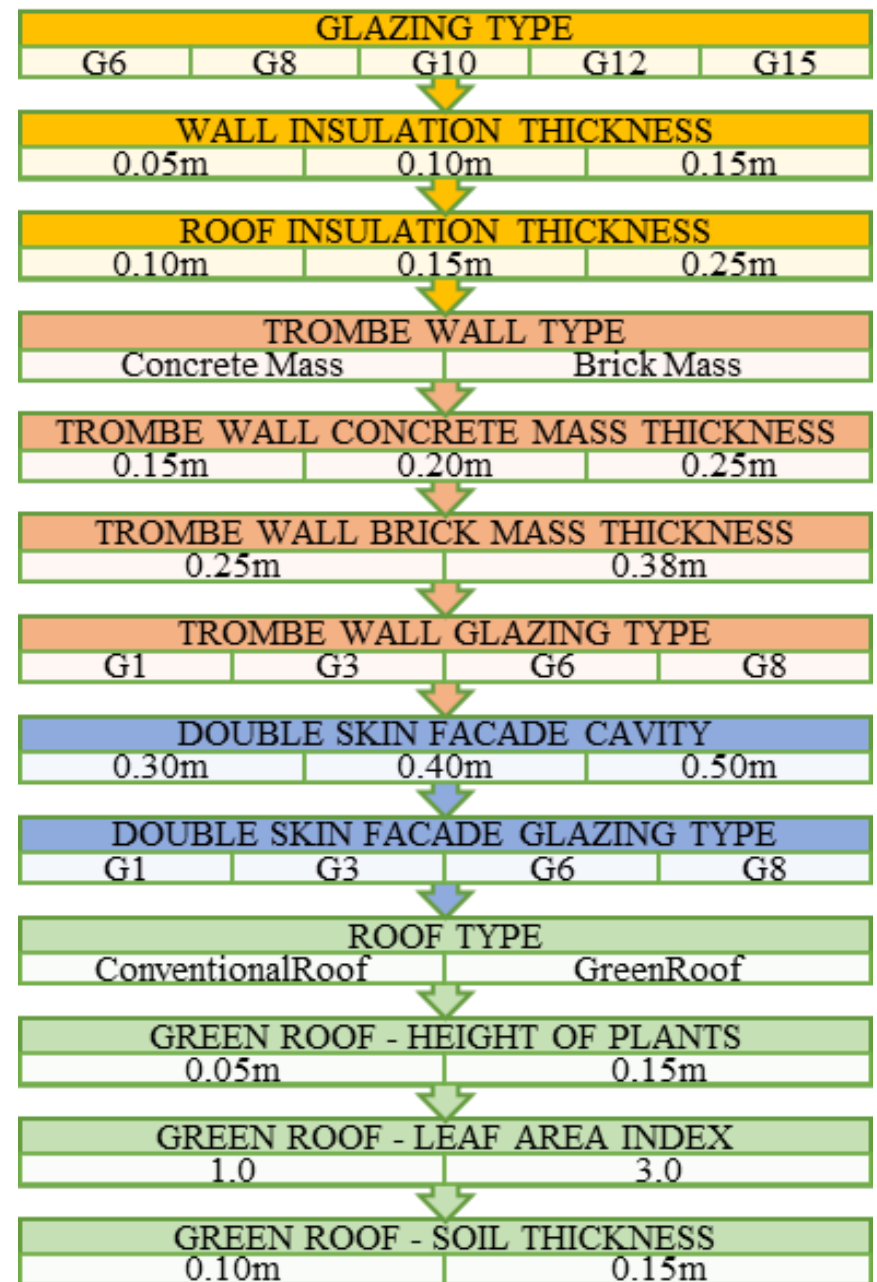 GLAZING TYPE
G6 G8 G10 G12 G15
WALL INSULATION THICKNESS
0.05m 0.10m 0.15m
ROOF INSULATION THICKNESS
0.10m 0.15m 0.25m
TROMBE WALL TYPE
Concrete Mass Brick Mass
TROMBE WALL CONCRETE MASS THICKNESS
0.15m 0.20m 0.25m
TROMBE WALL BRICK MASS THICKNESS
0.25m 0.38m
TROMBE WALL GLAZING TYPE
G1 G3 G6 G8
DOUBLE SKIN FACADE CAVITY
0.30m 0.40m 0.50m
DOUBLE SKIN FACADE GLAZING TYPE
G1 G3 G6 G8
ROOF TYPE
ConventionalRoof GreenRoof
GREEN ROOF - HEIGHT OF PLANTS
0.05m 0.15m
GREEN ROOF - LEAF AREA INDEX
1.0 3.0
GREEN ROOF - SOIL THICKNESS
0.10m 0.15m